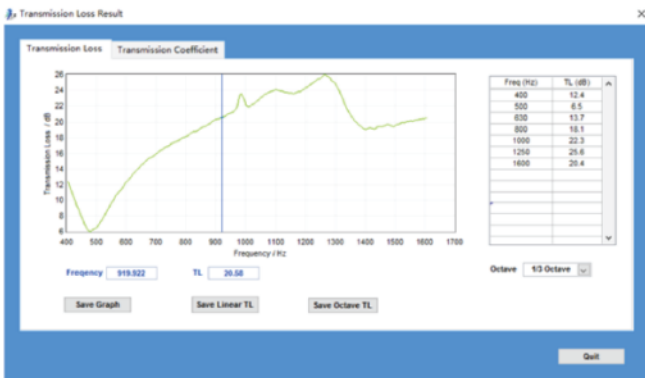 Transmission Loss Result
Transmission Loss
Transmission Coefficient
26
24
22
20
18
16
14
12
10
8
6
Transmission Loss / dB
400 500 600 700 800 900 1000 1100 1200 1300 1400 1500 1600 1700
Frequency / Hz
Freq (Hz) TL (dB)
400 12.4
500 6.5
630 13.7
800 18.1
1000 22.3
1250 25.6
1600 20.4
Freqency 919.922 TL 20.58
Octave 1/3 Octave
Save Graph
Save Linear TL
Save Octave TL
Quit